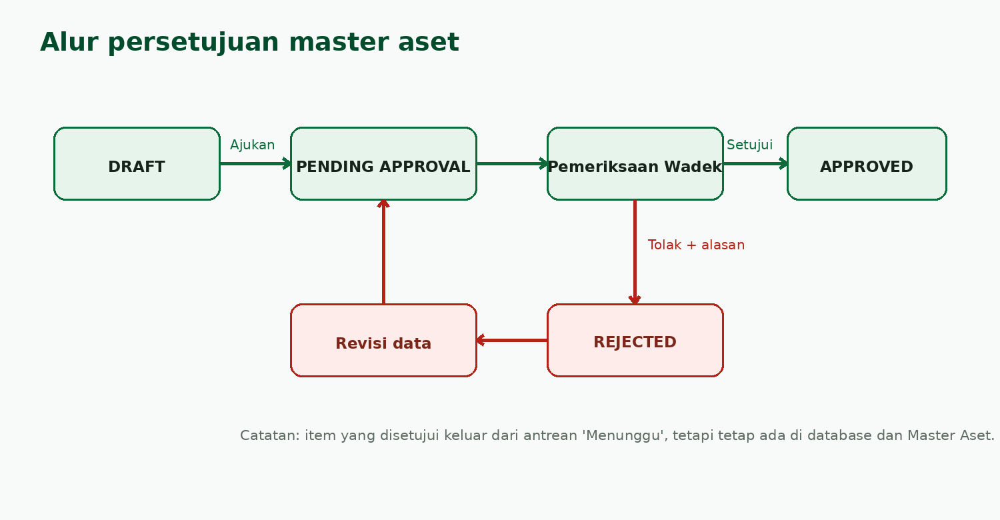 Alur persetujuan master aset
Ajukan
Setujui
DRAFT
PENDING APPROVAL
Pemeriksaan Wadek
APPROVED
Tolak + alasan
Revisi data
REJECTED
Catatan: item yang disetujui keluar dari antrean 'Menunggu', tetapi tetap ada di database dan Master Aset.